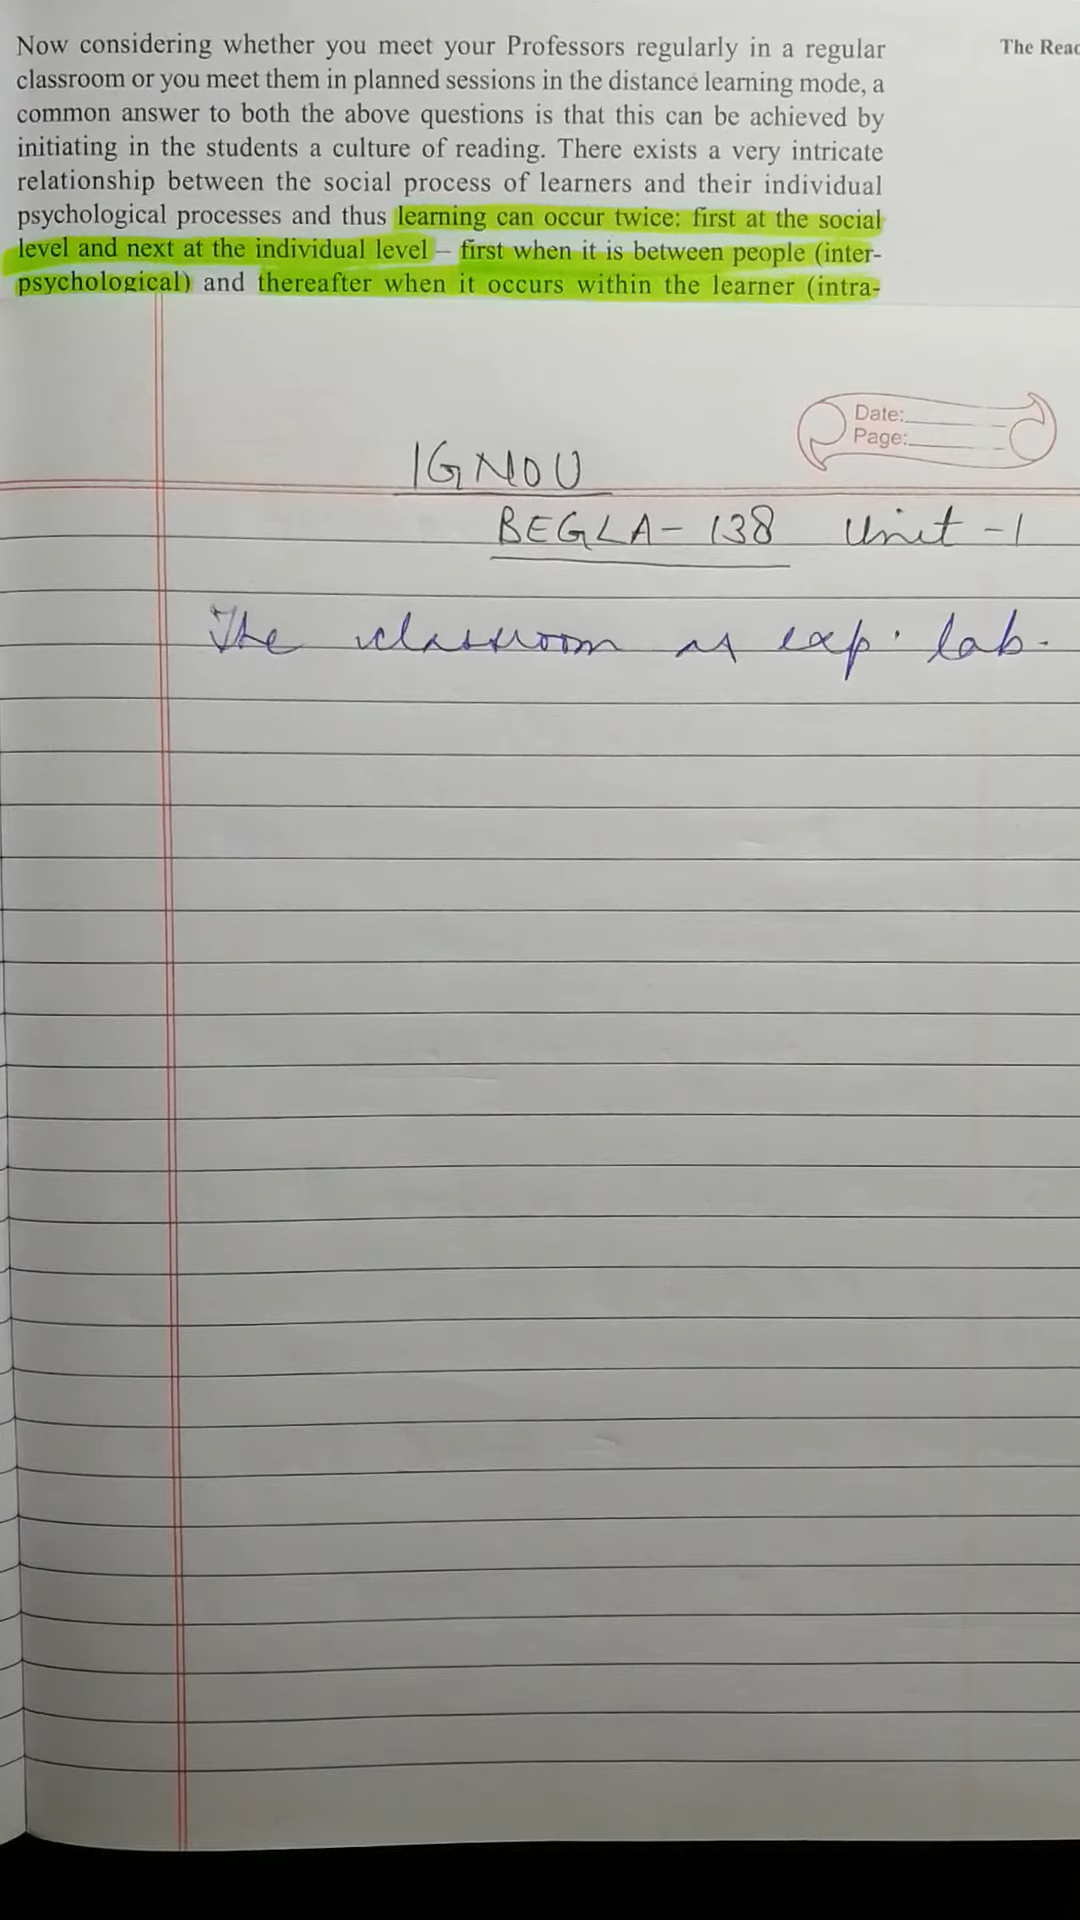 Now considering whether you meet your Professors regularly in a regular
The Reac
classroom or you meet them in planned sessions in the distance learning mode, a
common answer to both the above questions is that this can be achieved by
initiating in the students a culture of reading. There exists a very intricate
relationship between the social process of learners and their individual
psychological processes and thus learning can occur twice: first at the social
level and next at the individual level – first when it is between people (inter-
psychological) and thereafter when it occurs within the learner (intra-
Date:
Page:
IGNOU
BEGLA-138 Unit-1
The classroom as exp. lab.